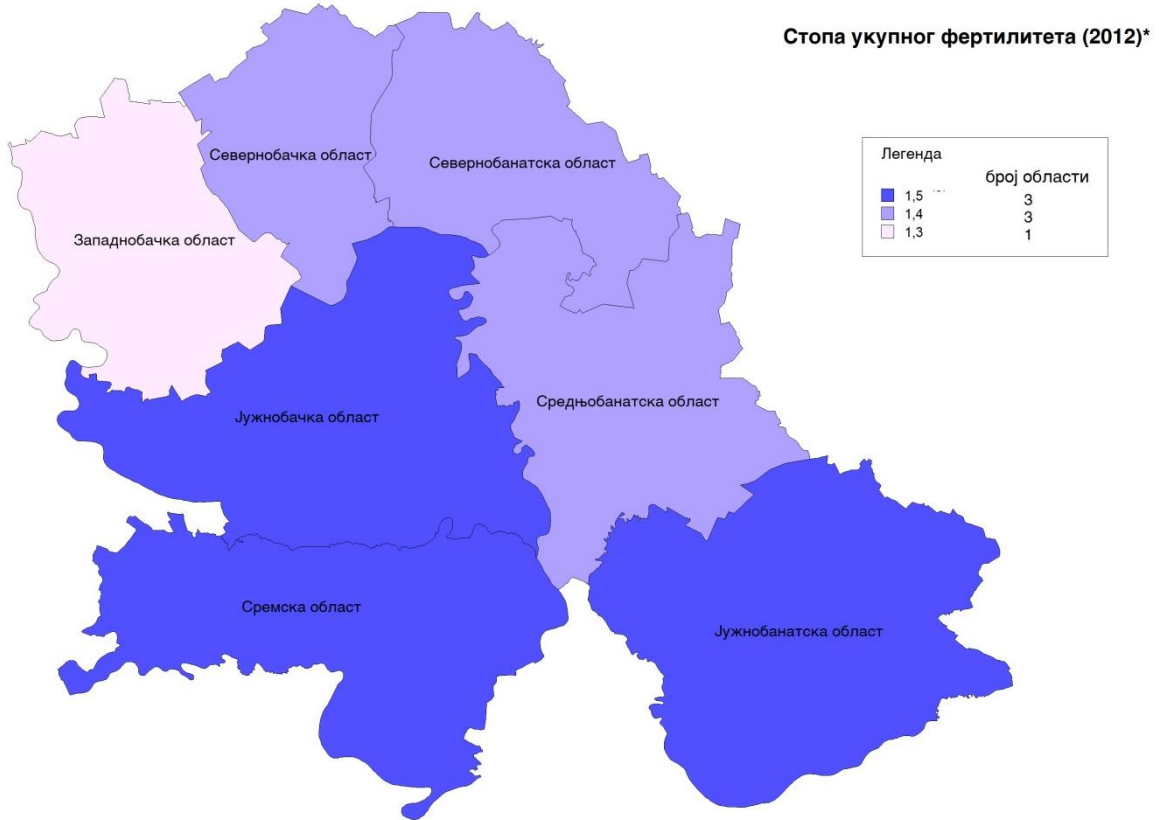 Стопа укупног фертилитета (2012)*
Легенда
број области
1,5 3
1,4 3
1,3 1
Севернобачка област
Севернобанатска област
Западнобачка област
Средњобанатска област
Јужнобачка област
Сремска област
Јужнобанатска област